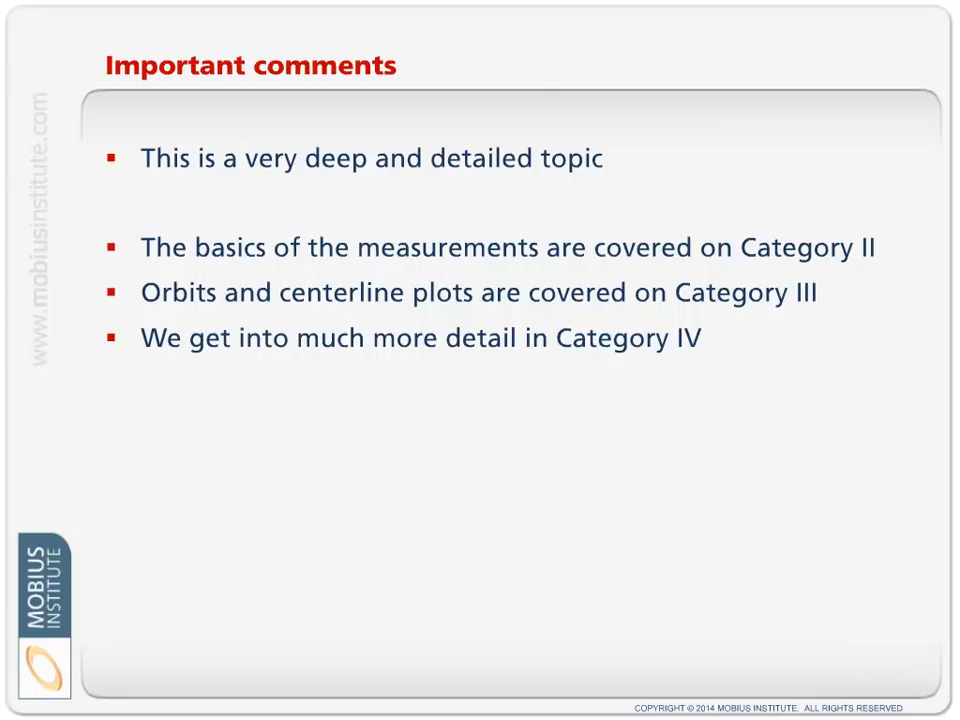 Important comments
This is a very deep and detailed topic
The basics of the measurements are covered on Category II
Orbits and centerline plots are covered on Category III
We get into much more detail in Category IV
www.mobiusinstitute.com
MOBIUS
INSTITUTE
COPYRIGHT © 2014 MOBIUS INSTITUTE. ALL RIGHTS RESERVED